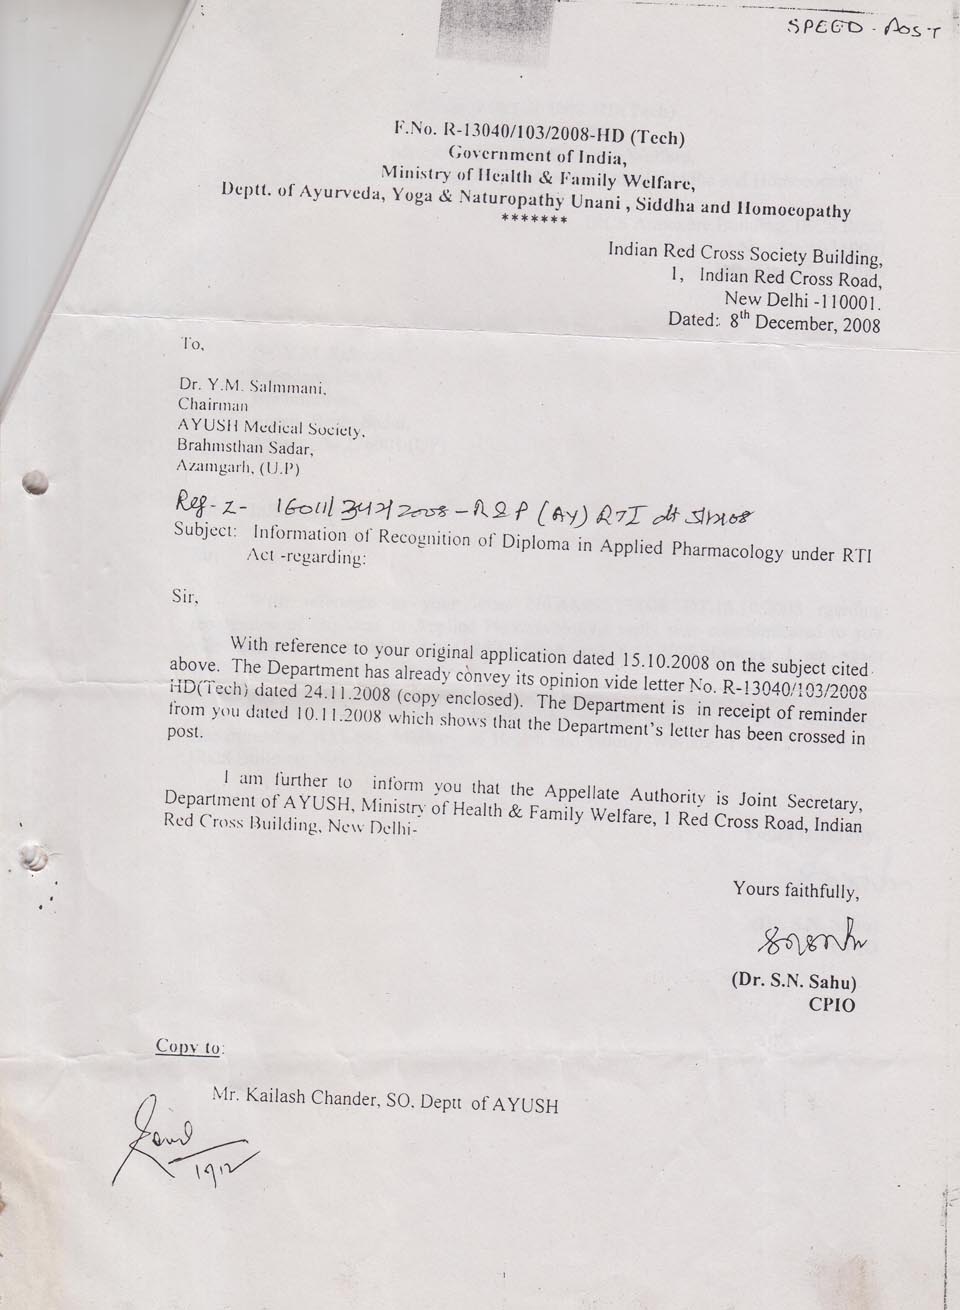 SPEED - POST
F.No. R-13040/103/2008-HD (Tech)
Government of India,
Ministry of Health & Family Welfare,
Deptt. of Ayurveda, Yoga & Naturopathy Unani , Siddha and Homoeopathy
*******
Indian Red Cross Society Building,
1, Indian Red Cross Road,
New Delhi -110001.
Dated:. 8th December, 2008
To,
Dr. Y.M. Salmmani,
Chairman
AYUSH Medical Society,
Brahmsthan Sadar,
Azamgarh, (U.P)
Ref - 2008 - R & P (AY) RTI dt
Subject: Information of Recognition of Diploma in Applied Pharmacology under RTI
Act -regarding:
Sir,
With reference to your original application dated 15.10.2008 on the subject cited
above. The Department has already convey its opinion vide letter No. R-13040/103/2008
HD(Tech) dated 24.11.2008 (copy enclosed). The Department is in receipt of reminder
from you dated 10.11.2008 which shows that the Department's letter has been crossed in
post.
I am further to inform you that the Appellate Authority is Joint Secretary,
Department of AYUSH, Ministry of Health & Family Welfare, 1 Red Cross Road, Indian
Red Cross Building, New Delhi-
Yours faithfully,
(Dr. S.N. Sahu)
CPIO
Copy to:
Mr. Kailash Chander, SO, Deptt of AYUSH